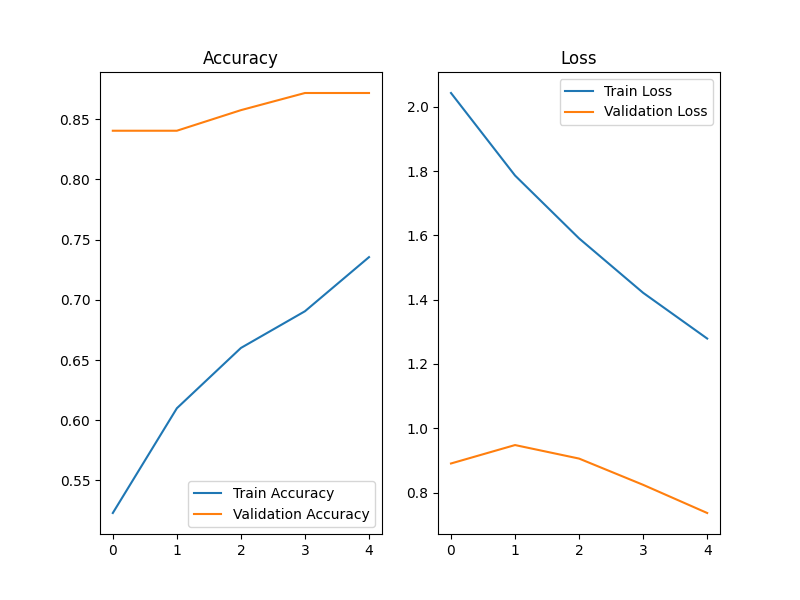 Accuracy
0.85
0.80
0.75
0.70
0.65
0.60
0.55
0 1 2 3 4
Train Accuracy
Validation Accuracy
Loss
2.0
1.8
1.6
1.4
1.2
1.0
0.8
0 1 2 3 4
Train Loss
Validation Loss